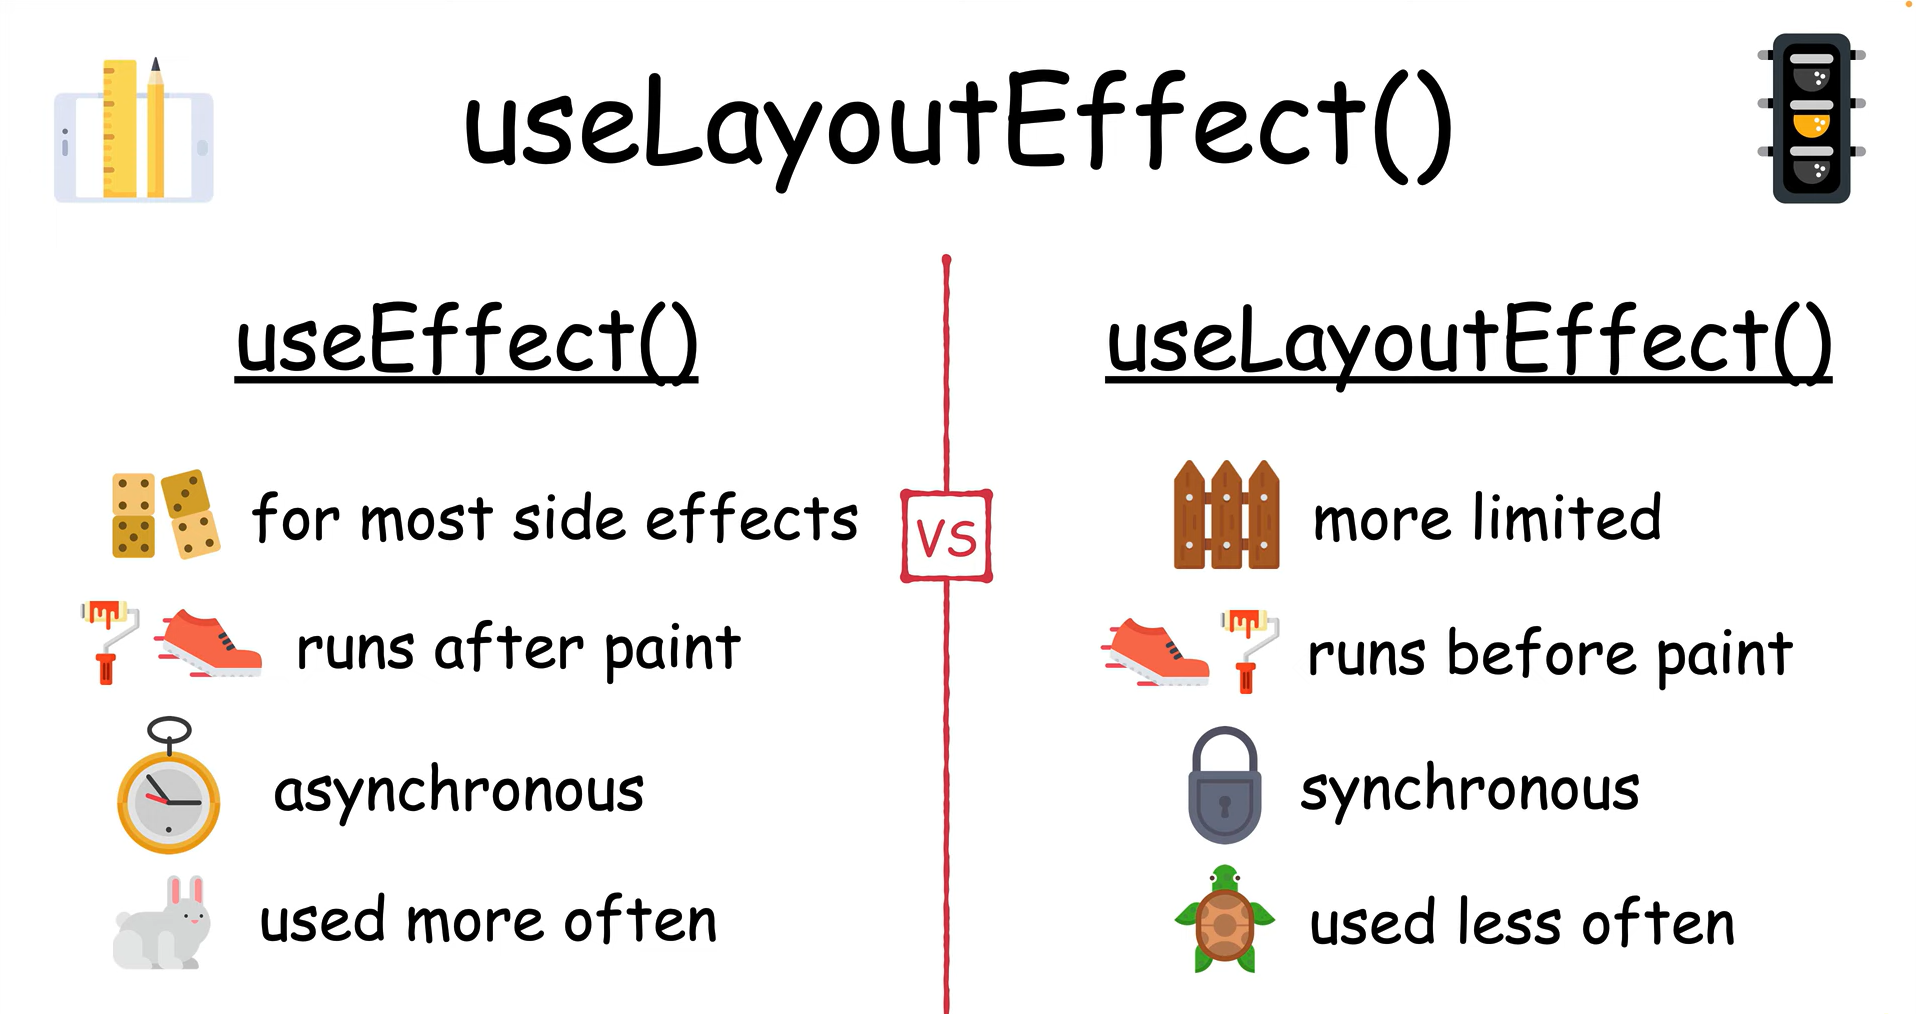 useLayoutEffect()
useEffect()
for most side effects
runs after paint
asynchronous
used more often
vs
useLayoutEffect()
more limited
runs before paint
synchronous
used less often